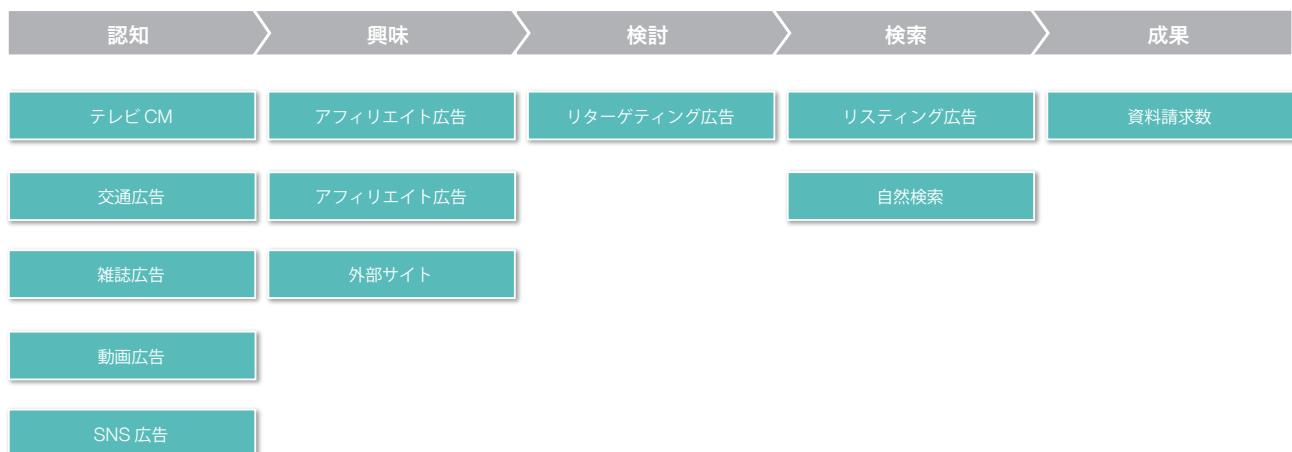 認知 興味 検討 検索 成果
テレビ CM アフィリエイト広告 リターゲティング広告 リスティング広告 資料請求数
交通広告 アフィリエイト広告 自然検索
雑誌広告 外部サイト
動画広告
SNS 広告